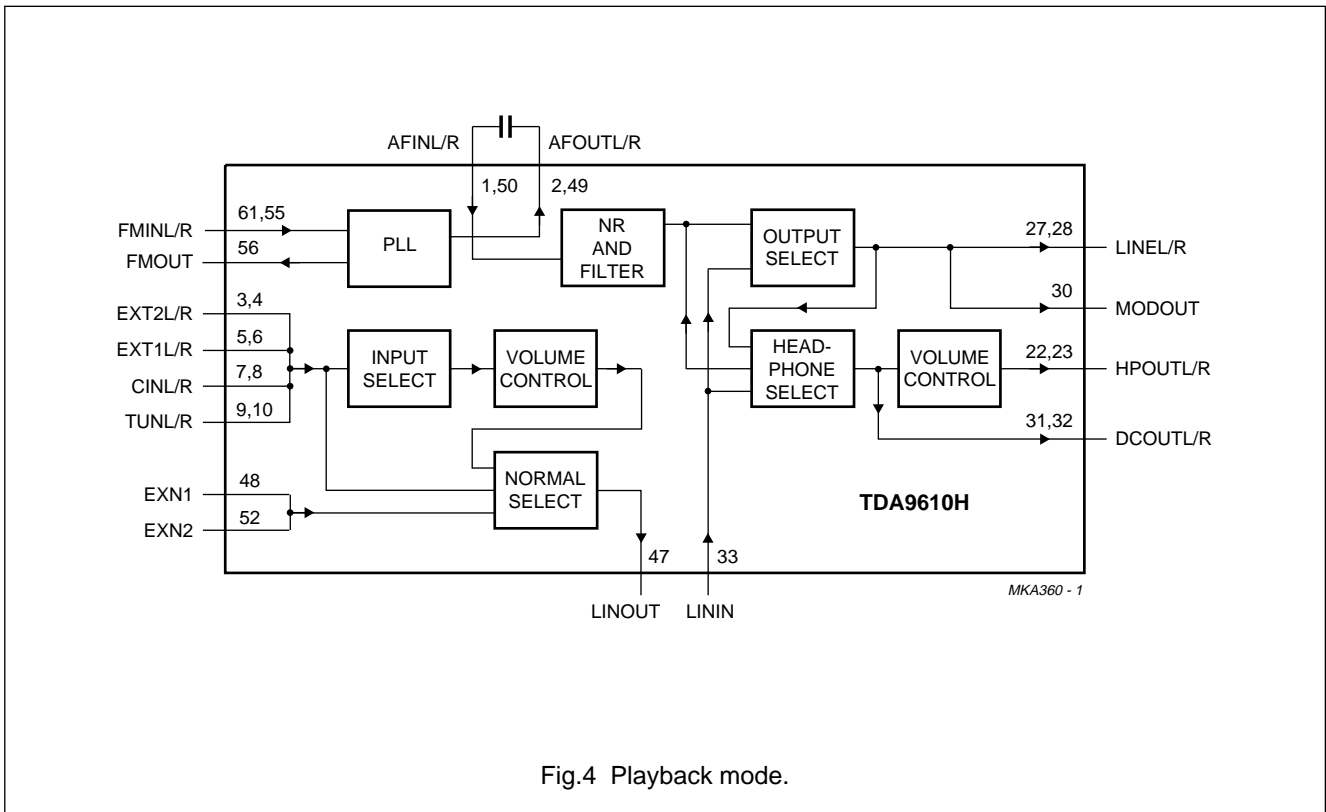 AFINL/R
AFOUTL/R
1,50
2,49
FMINL/R
61,55
FMOUT
56
PLL
NR
AND
FILTER
OUTPUT
SELECT
27,28
LINEL/R
30
MODOUT
EXT2L/R
3,4
EXT1L/R
5,6
CINL/R
7,8
TUNL/R
9,10
INPUT
SELECT
VOLUME
CONTROL
HEAD-
PHONE
SELECT
VOLUME
CONTROL
22,23
HPOUTL/R
31,32
DCOUTL/R
EXN1
48
EXN2
52
NORMAL
SELECT
TDA9610H
47
33
LINOUT
LININ
MKA360 - 1
Fig.4 Playback mode.